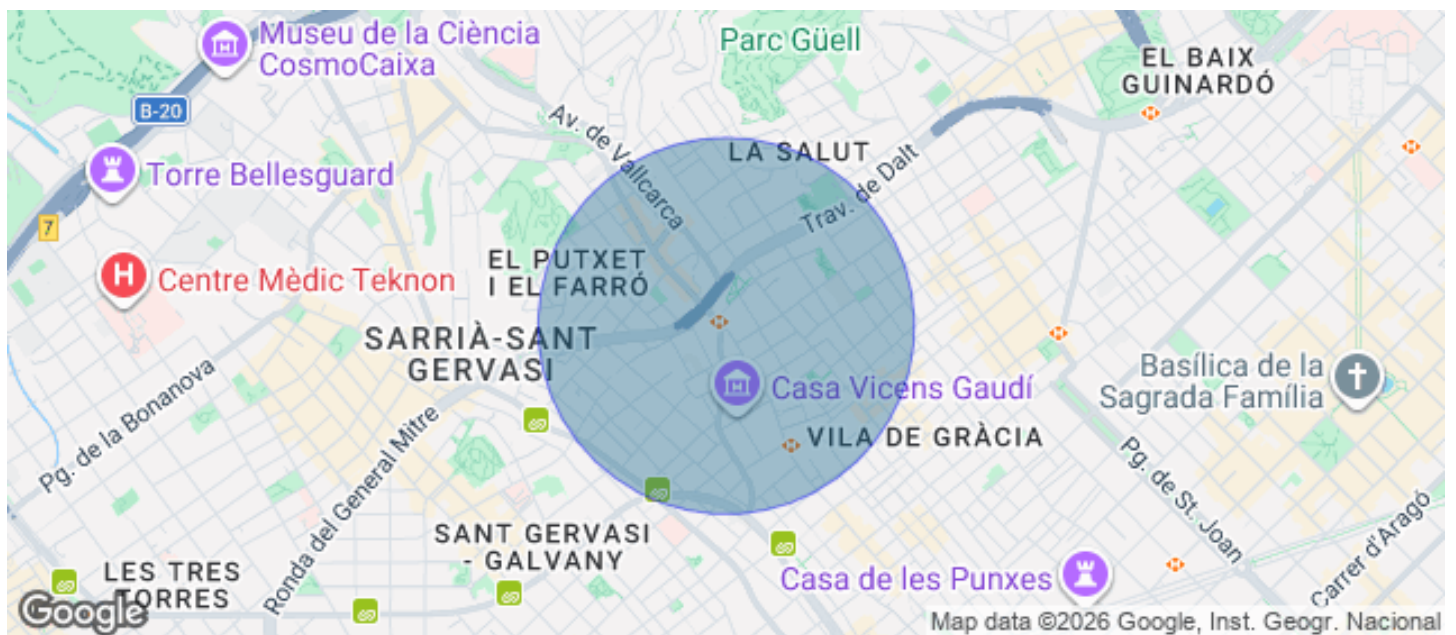 Museu de la Ciència
CosmoCaixa
Parc Güell
EL BAIX
GUINARDÓ
B-20
Av. de Vallcarca
LA SALUT
Trav. de Dalt
Torre Bellesguard
7
EL PUTXET
I EL FARRÓ
H
Centre Mèdic Teknon
SARRIÀ-SANT
GERVASI
Basílica de la
Sagrada Família
Casa Vicens Gaudí
Pg. de la Bonanova
Ronda del General Mitre
VILA DE GRÀCIA
Pg. de St. Joan
Carrer d'Aragó
SANT GERVASI
- GALVANY
LES TRES
TORRES
Casa de les Punxes
Google
Map data ©2026 Google, Inst. Geogr. Nacional